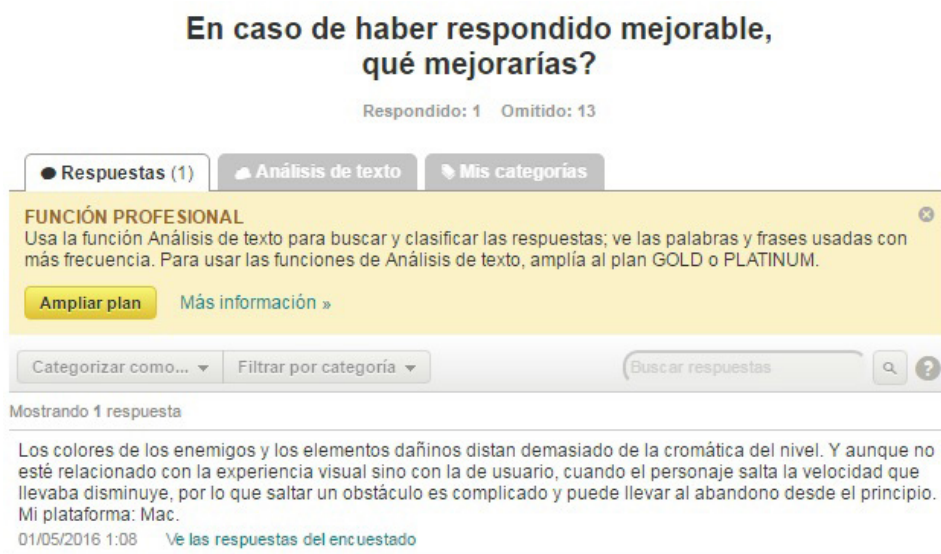 En caso de haber respondido mejorable,
qué mejorarías?
Respondido: 1 Omitido: 13
Respuestas (1) Análisis de texto Mis categorías
FUNCIÓN PROFESIONAL
Usa la función Análisis de texto para buscar y clasificar las respuestas; ve las palabras y frases usadas con
más frecuencia. Para usar las funciones de Análisis de texto, amplía al plan GOLD o PLATINUM.
Ampliar plan Más información »
Categorizar como... Filtrar por categoría Buscar respuestas ?
Mostrando 1 respuesta
Los colores de los enemigos y los elementos dañinos distan demasiado de la cromática del nivel. Y aunque no
esté relacionado con la experiencia visual sino con la de usuario, cuando el personaje salta la velocidad que
llevaba disminuye, por lo que saltar un obstáculo es complicado y puede llevar al abandono desde el principio.
Mi plataforma: Mac.
01/05/2016 1:08 Ve las respuestas del encuestado